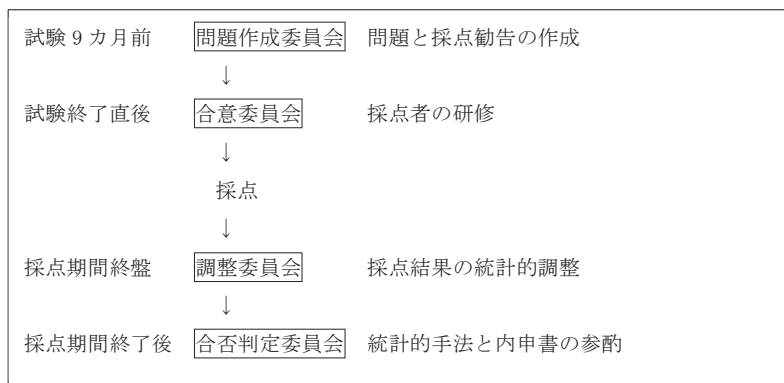 試験9カ月前 問題作成委員会 問題と採点勧告の作成
↓
試験終了直後 合意委員会 採点者の研修
↓
採点
↓
採点期間終盤 調整委員会 採点結果の統計的調整
↓
採点期間終了後 合否判定委員会 統計的手法と内申書の参酌